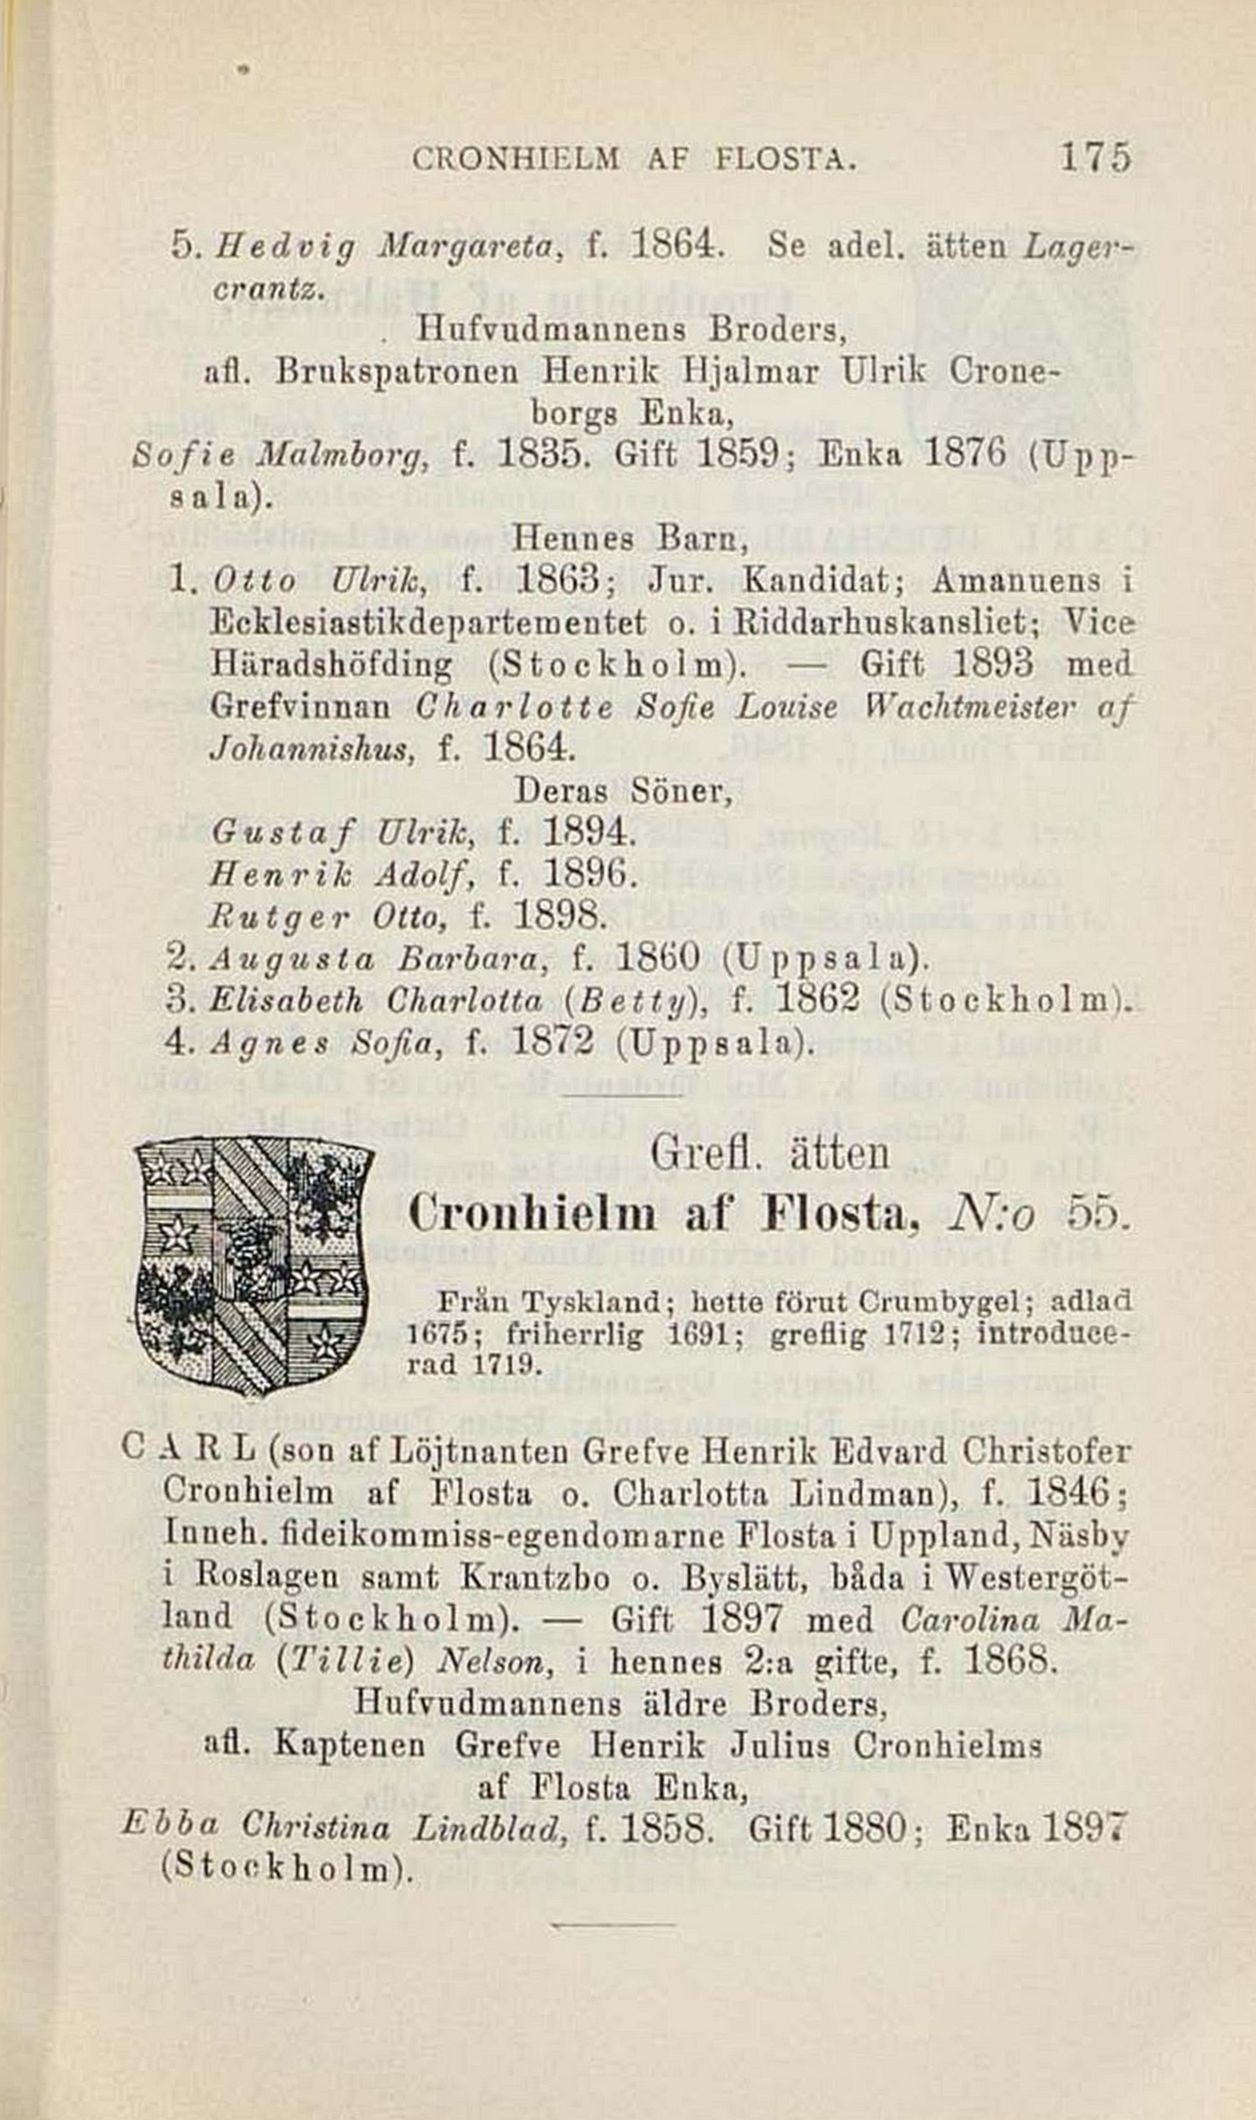 CRONHIELM AF FLOSTA. 175
5. Hedvig Margareta, f. 1864. Se adel. ätten Lager-
crantz.
Hufvudmannens Broders,
afl. Brukspatronen Henrik Hjalmar Ulrik Crone-
borgs Enka,
Sofie Malmborg, f. 1835. Gift 1859; Enka 1876 (Upp-
sala).
Hennes Barn,
1. Otto Ulrik, f. 1863; Jur. Kandidat; Amanuens i
Ecklesiastikdepartementet o. i Riddarhuskansliet; Vice
Häradshöfding (Stockholm). — Gift 1893 med
Grefvinnan Charlotte Sofie Louise Wachtmeister af
Johannishus, f. 1864.
Deras Söner,
Gustaf Ulrik, f. 1894.
Henrik Adolf, f. 1896.
Rutger Otto, f. 1898.
2. Augusta Barbara, f. 1860 (Uppsala).
3. Elisabeth Charlotta (Betty), f. 1862 (Stockholm).
4. Agnes Sofia, f. 1872 (Uppsala).
Grefl. ätten
Cronhielm af Flosta, N:o 55.
Från Tyskland; hette förut Crumbygel; adlad
1675; friherrlig 1691; greflig 1712; introduce-
rad 1719.
CARL (son af Löjtnanten Grefve Henrik Edvard Christofer
Cronhielm af Flosta o. Charlotta Lindman), f. 1846;
Inneh. fideikommiss-egendomarne Flosta i Uppland, Näsby
i Roslagen samt Krantzbo o. Byslätt, båda i Westergöt-
land (Stockholm). — Gift 1897 med Carolina Ma-
thilda (Tillie) Nelson, i hennes 2:a gifte, f. 1868.
Hufvudmannens äldre Broders,
afl. Kaptenen Grefve Henrik Julius Cronhielms
af Flosta Enka,
Ebba Christina Lindblad, f. 1858. Gift 1880; Enka 1897
(Stockholm).